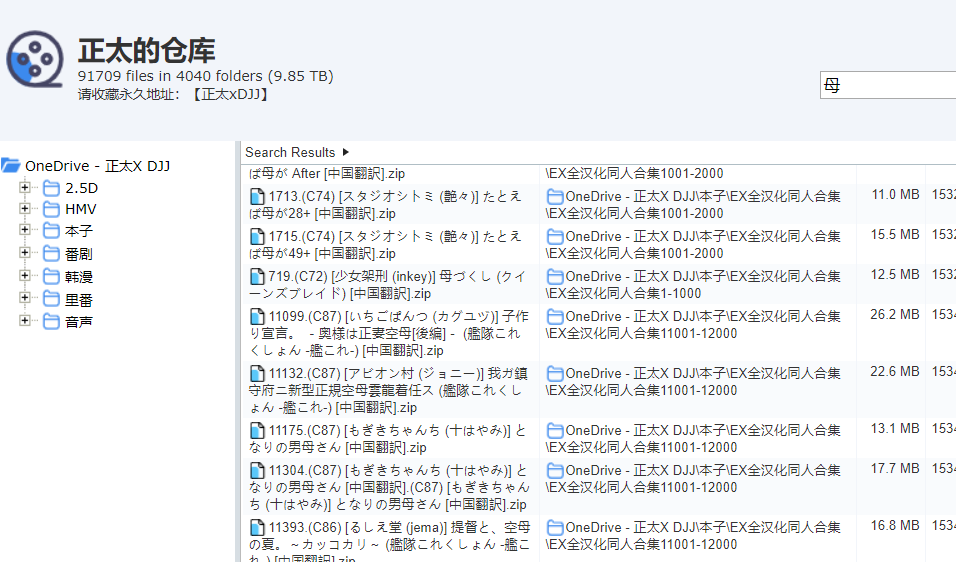 正太的仓库
91709 files in 4040 folders (9.85 TB)
请收藏永久地址：【正太xDJJ】
母
OneDrive - 正太X DJJ
2.5D
HMV
本子
番剧
韩漫
里番
音声
Search Results
ば母が After [中国翻訳].zip
\EX全汉化同人合集1001-2000
1713.(C74) [スタジオシトミ (艶々)] たとえ
ば母が28+ [中国翻訳].zip
OneDrive - 正太X DJJ\本子\EX全汉化同人合集
\EX全汉化同人合集1001-2000
11.0 MB
1532
1715.(C74) [スタジオシトミ (艶々)] たとえ
ば母が49+ [中国翻訳].zip
OneDrive - 正太X DJJ\本子\EX全汉化同人合集
\EX全汉化同人合集1001-2000
15.5 MB
1532
719.(C72) [少女架刑 (inkey)] 母づくし (クイ
ーンズブレイド) [中国翻訳].zip
OneDrive - 正太X DJJ\本子\EX全汉化同人合集
\EX全汉化同人合集1-1000
12.5 MB
1532
11099.(C87) [いちごぱんつ (カグユヅ)] 子作
り宣言。 - 奥様は正妻空母[後編] - (艦隊これ
くしょん -艦これ-) [中国翻訳].zip
OneDrive - 正太X DJJ\本子\EX全汉化同人合集
\EX全汉化同人合集11001-12000
26.2 MB
1534
11132.(C87) [アビオン村 (ジョニー)] 我ガ鎮
守府ニ新型正規空母雲龍着任ス (艦隊これくし
ょん -艦これ-) [中国翻訳].zip
OneDrive - 正太X DJJ\本子\EX全汉化同人合集
\EX全汉化同人合集11001-12000
22.6 MB
1534
11175.(C87) [もぎきちゃんち (十はやみ)] と
なりの男母さん [中国翻訳].zip
OneDrive - 正太X DJJ\本子\EX全汉化同人合集
\EX全汉化同人合集11001-12000
13.1 MB
1534
11304.(C87) [もぎきちゃんち (十はやみ)] と
なりの男母さん [中国翻訳].(C87) [もぎきちゃん
ち (十はやみ)] となりの男母さん [中国翻訳].zip
OneDrive - 正太X DJJ\本子\EX全汉化同人合集
\EX全汉化同人合集11001-12000
17.7 MB
1534
11393.(C86) [るしえ堂 (jema)] 提督と、空母
の夏。～カッコカリ～ (艦隊これくしょん -艦こ
れ-) [中国翻訳].zip
OneDrive - 正太X DJJ\本子\EX全汉化同人合集
\EX全汉化同人合集11001-12000
16.8 MB
1534